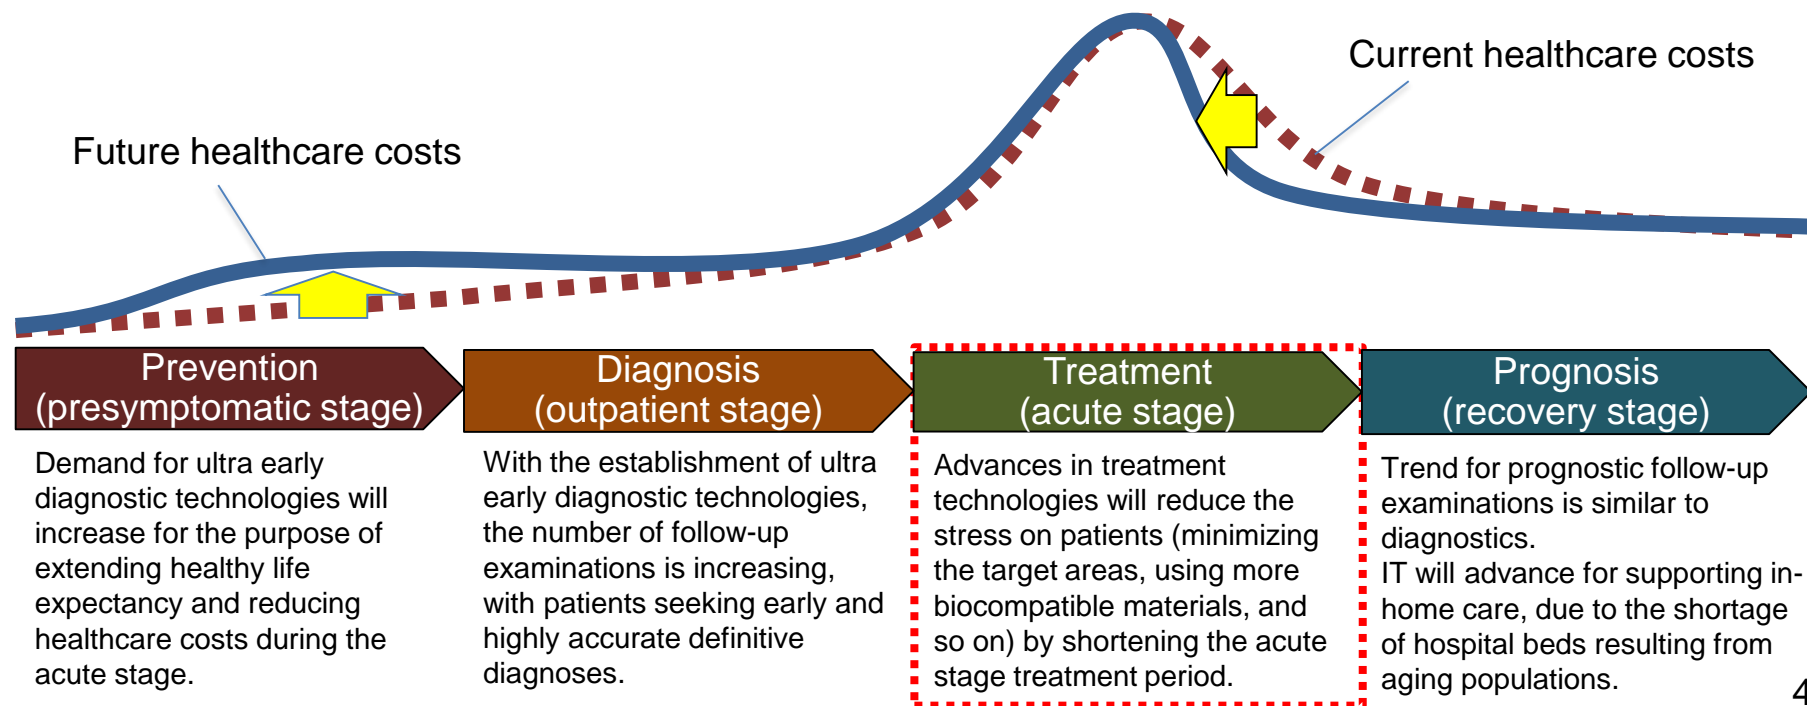 Current healthcare costs
Future healthcare costs
Prevention
(presymptomatic stage)
Demand for ultra early
diagnostic technologies will
increase for the purpose of
extending healthy life
expectancy and reducing
healthcare costs during the
acute stage.
Diagnosis
(outpatient stage)
With the establishment of ultra
early diagnostic technologies,
the number of follow-up
examinations is increasing,
with patients seeking early and
highly accurate definitive
diagnoses.
Treatment
(acute stage)
Advances in treatment
technologies will reduce the
stress on patients (minimizing
the target areas, using more
biocompatible materials, and
so on) by shortening the acute
stage treatment period.
Prognosis
(recovery stage)
Trend for prognostic follow-up
examinations is similar to
diagnostics.
IT will advance for supporting in-
home care, due to the shortage
of hospital beds resulting from
aging populations.
4